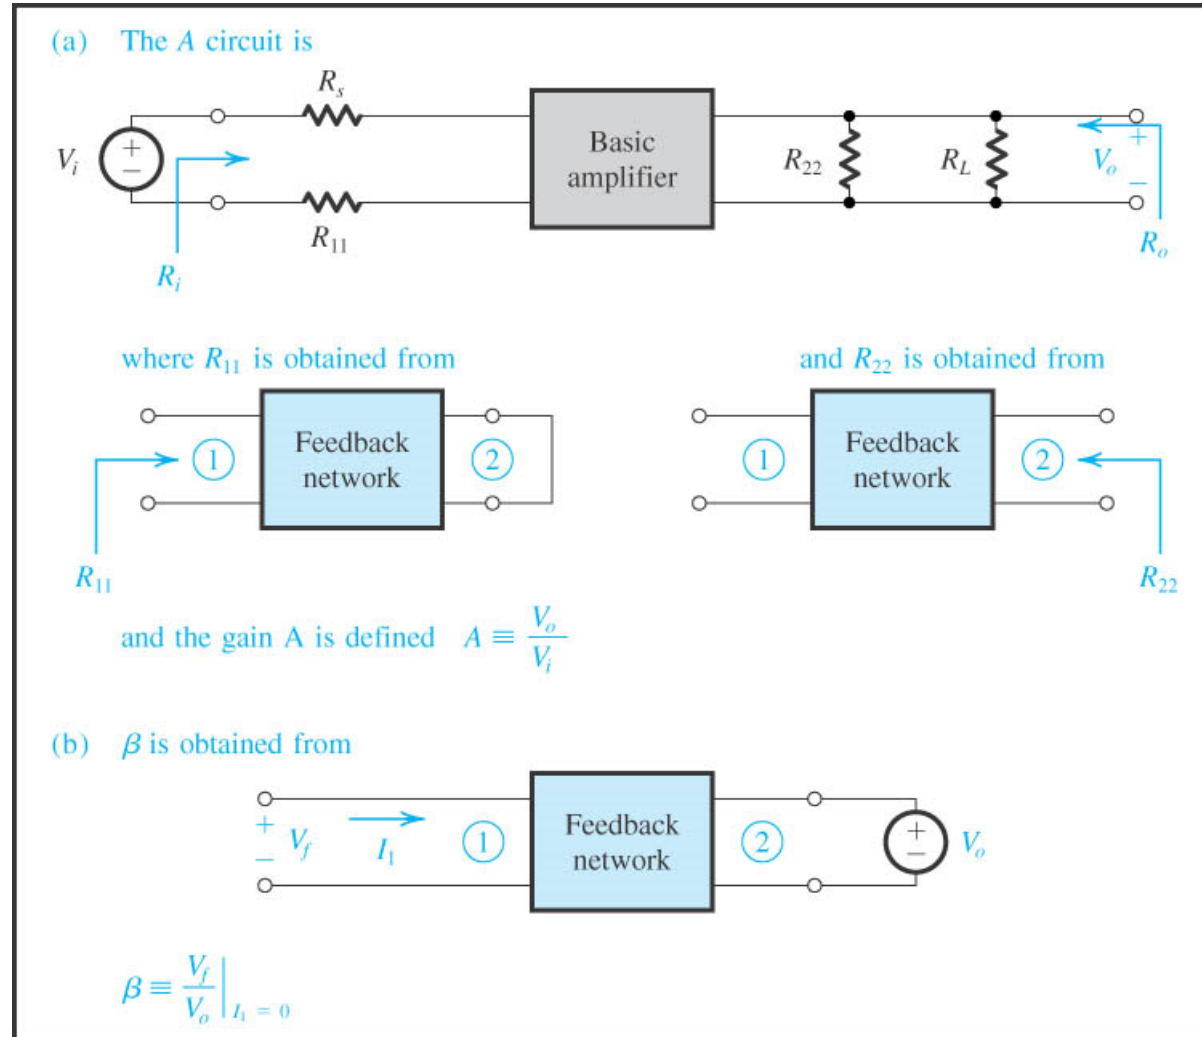 (a) The A circuit is
R_s
V_i
+
−
R_i
R_11
Basic
amplifier
R_22
R_L
+
V_o
−
R_o
where R_11 is obtained from
and R_22 is obtained from
1
Feedback
network
2
R_11
1
Feedback
network
2
R_22
and the gain A is defined A ≡ V_o / V_i
(b) β is obtained from
+
V_f
−
I_1
1
Feedback
network
2
+
−
V_o
β ≡ V_f / V_o | I_1 = 0